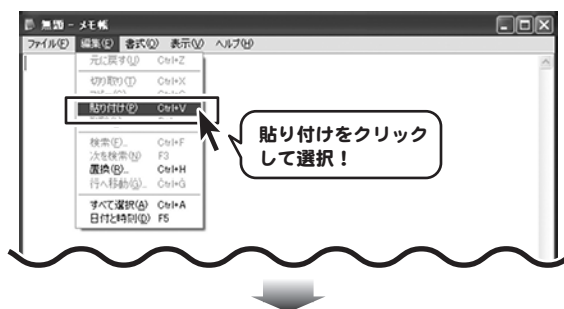 無題 - メモ帳
ファイル(F) 編集(E) 書式(O) 表示(V) ヘルプ(H)
元に戻す(U) Ctrl+Z
切り取り(T) Ctrl+X
貼り付け(P) Ctrl+V
貼り付けをクリック
して選択！
検索(F)... Ctrl+F
次を検索(N) F3
置換(R)... Ctrl+H
行へ移動(G)... Ctrl+G
すべて選択(A) Ctrl+A
日付と時刻(D) F5